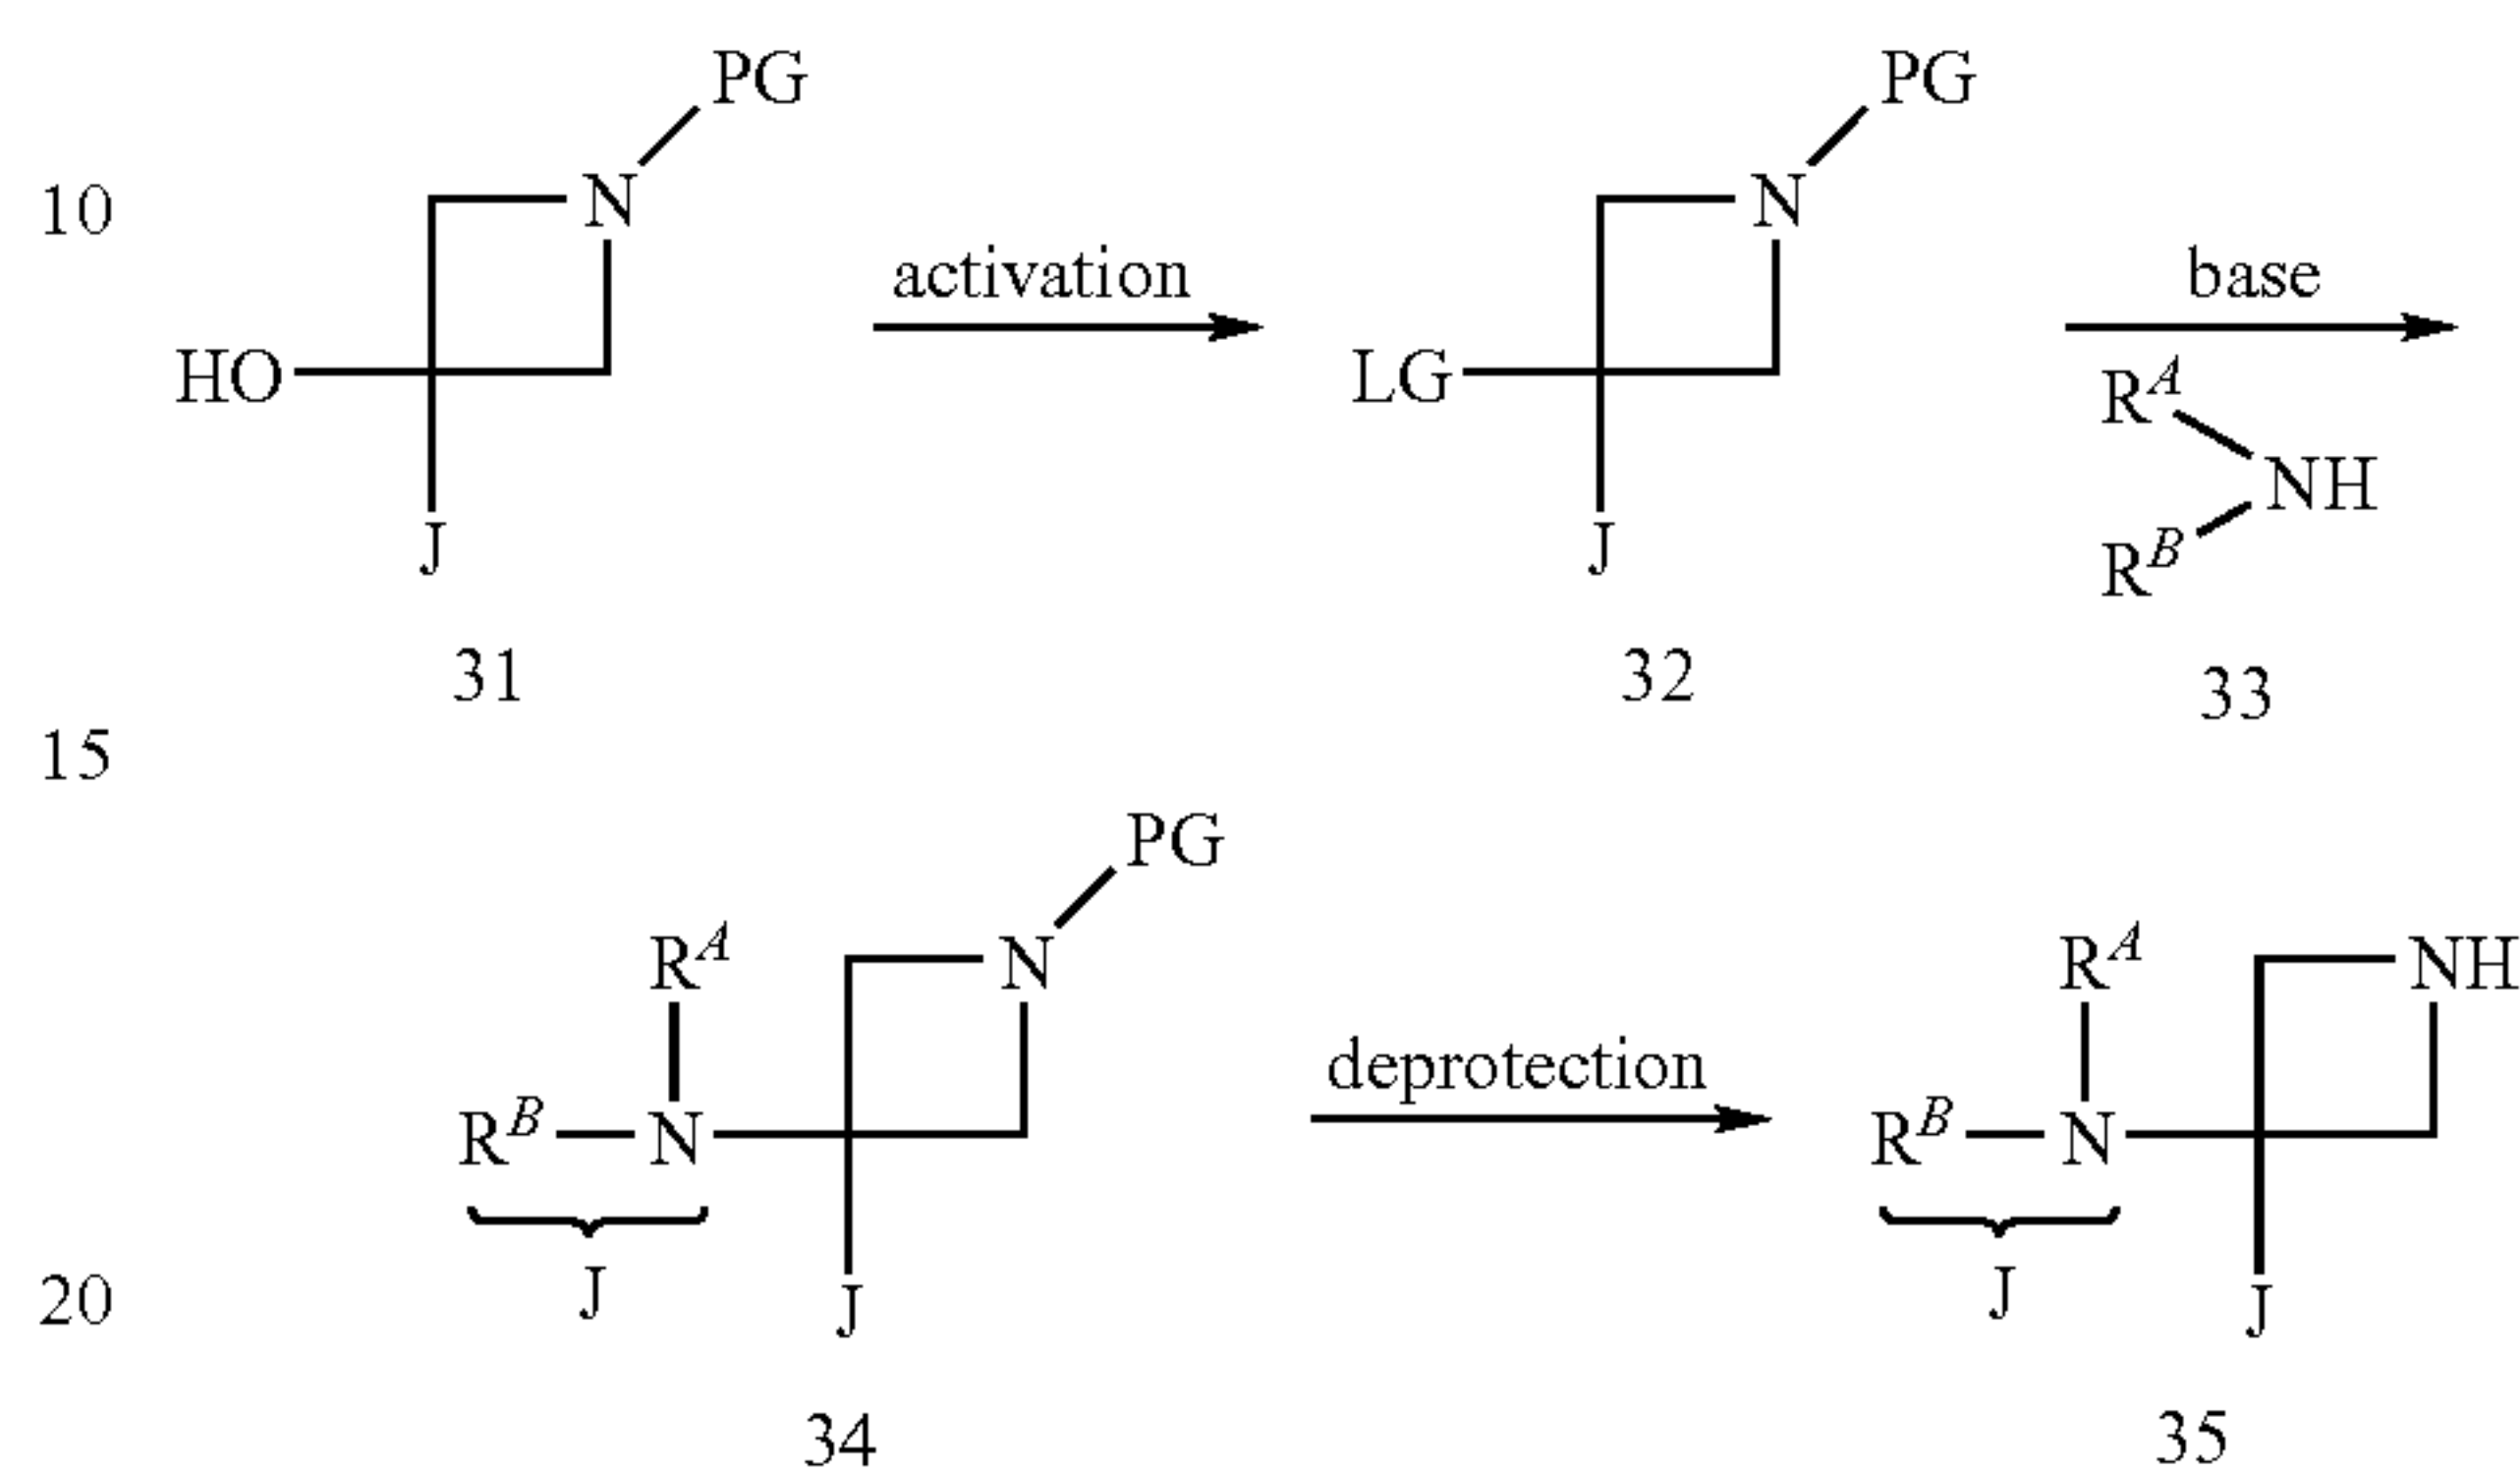 PG
PG
10
N
N
activation
base
HO
LG
R^A
NH
J
J
R^B
31
32
33
15
PG
R^A
N
R^A
NH
deprotection
R^B
N
R^B
N
J
J
J
J
20
34
35